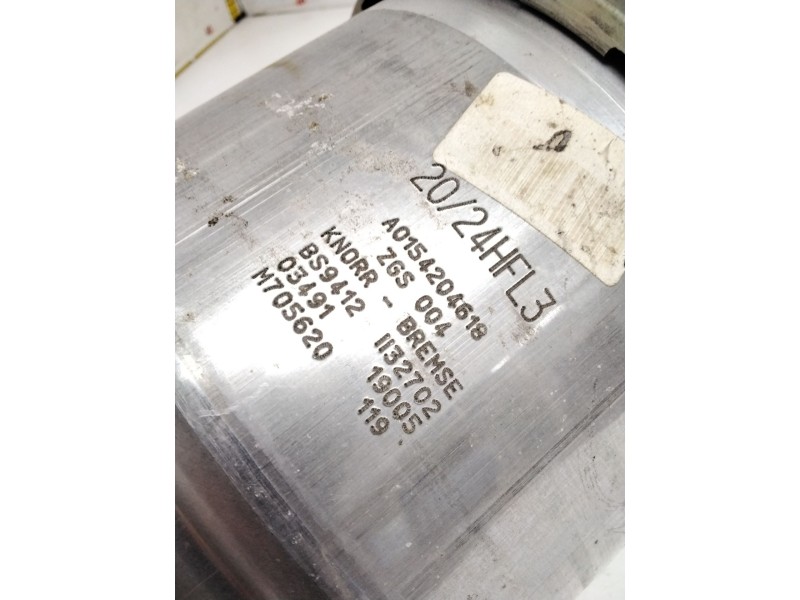 20/24HFL3
A0154204618
ZGS 004
KNORR - BREMSE
BS9412 II32702
03491 19005
M705620 119